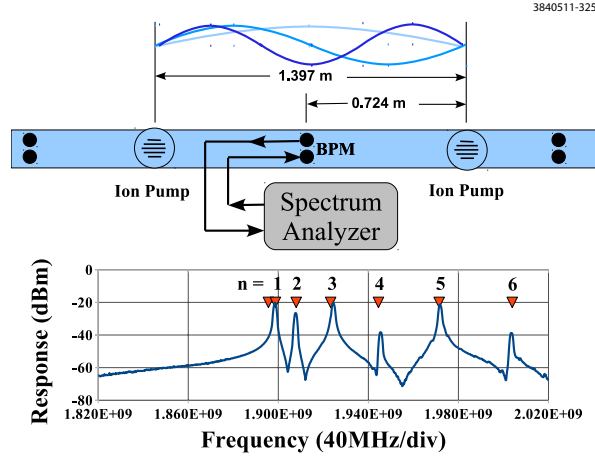 3840511-325
1.397 m
0.724 m
BPM
Ion Pump
Ion Pump
Spectrum
Analyzer
n = 1 2 3 4 5 6
Response (dBm)
0
-20
-40
-60
-80
1.820E+09 1.860E+09 1.900E+09 1.940E+09 1.980E+09 2.020E+09
Frequency (40MHz/div)